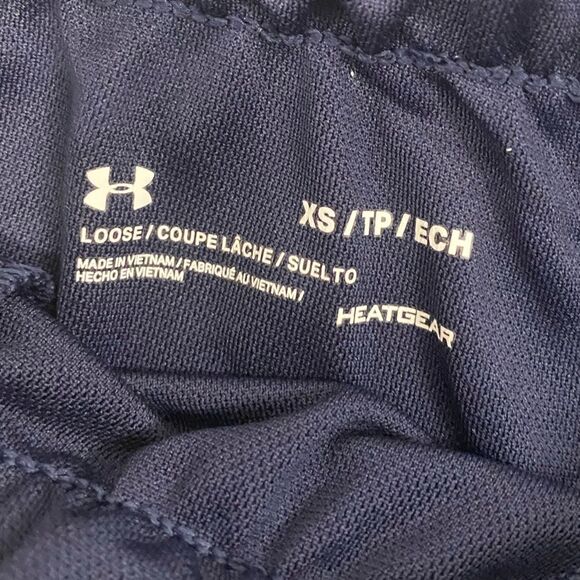 XS / TP / ECH
LOOSE / COUPE LÂCHE / SUELTO
MADE IN VIETNAM / FABRIQUÉ AU VIETNAM /
HECHO EN VIETNAM
HEATGEAR